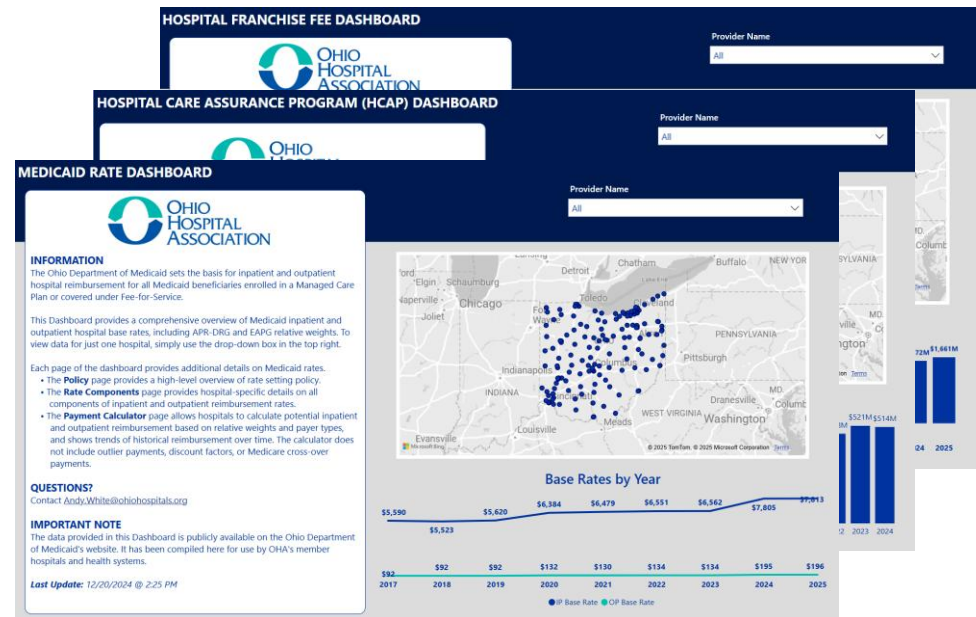 HOSPITAL FRANCHISE FEE DASHBOARD
Provider Name
All
OHIO
HOSPITAL
ASSOCIATION
HOSPITAL CARE ASSURANCE PROGRAM (HCAP) DASHBOARD
Provider Name
All
OHIO
MEDICAID RATE DASHBOARD
Provider Name
All
OHIO
HOSPITAL
ASSOCIATION
INFORMATION
The Ohio Department of Medicaid sets the basis for inpatient and outpatient
hospital reimbursement for all Medicaid beneficiaries enrolled in a Managed Care
Plan or covered under Fee-for-Service.
This Dashboard provides a comprehensive overview of Medicaid inpatient and
outpatient hospital base rates, including APR-DRG and EAPG relative weights. To
view data for just one hospital, simply use the drop-down box in the top right.
Each page of the dashboard provides additional details on Medicaid rates.
• The Policy page provides a high-level overview of rate setting policy.
• The Rate Components page provides hospital-specific details on all
components of inpatient and outpatient reimbursement rates.
• The Payment Calculator page allows hospitals to calculate potential inpatient
and outpatient reimbursement based on relative weights and payer types,
and shows trends of historical reimbursement over time. The calculator does
not include outlier payments, discount factors, or Medicare cross-over
payments.
QUESTIONS?
Contact Andy.White@ohiohospitals.org
IMPORTANT NOTE
The data provided in this Dashboard is publicly available on the Ohio Department
of Medicaid's website. It has been compiled here for use by OHA's member
hospitals and health systems.
Last Update: 12/20/2024 @ 2:25 PM
Chatham Buffalo NEW YOR
Detroit
Elgin Schaumburg
Naperville Chicago Toledo Cleveland
Joliet
PENNSYLVANIA
Pittsburgh
Indianapolis Columbus
INDIANA MD
Cincinnati Dranesville Columb
WEST VIRGINIA Washington
Louisville Meads
Evansville
Microsoft Bing © 2025 TomTom, © 2025 Microsoft Corporation Terms
Base Rates by Year
$5,590 $5,523 $5,620 $6,384 $6,479 $6,551 $6,562 $7,805 $7,813
$92 $92 $92 $132 $130 $134 $134 $195 $196
2017 2018 2019 2020 2021 2022 2023 2024 2025
IP Base Rate OP Base Rate
SYLVANIA
MD
Columb
Terms
ngton
Terms
72M $1,661M
$521M $514M
24 2025
2023 2024